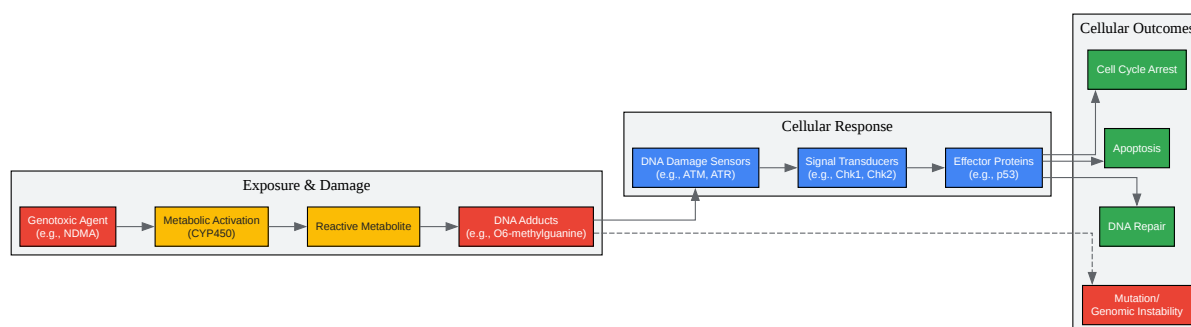 Exposure & Damage
Genotoxic Agent
(e.g., NDMA)
Metabolic Activation
(CYP450)
Reactive Metabolite
DNA Adducts
(e.g., O6-methylguanine)
Cellular Response
DNA Damage Sensors
(e.g., ATM, ATR)
Signal Transducers
(e.g., Chk1, Chk2)
Effector Proteins
(e.g., p53)
Cellular Outcomes
Cell Cycle Arrest
Apoptosis
DNA Repair
Mutation/
Genomic Instability